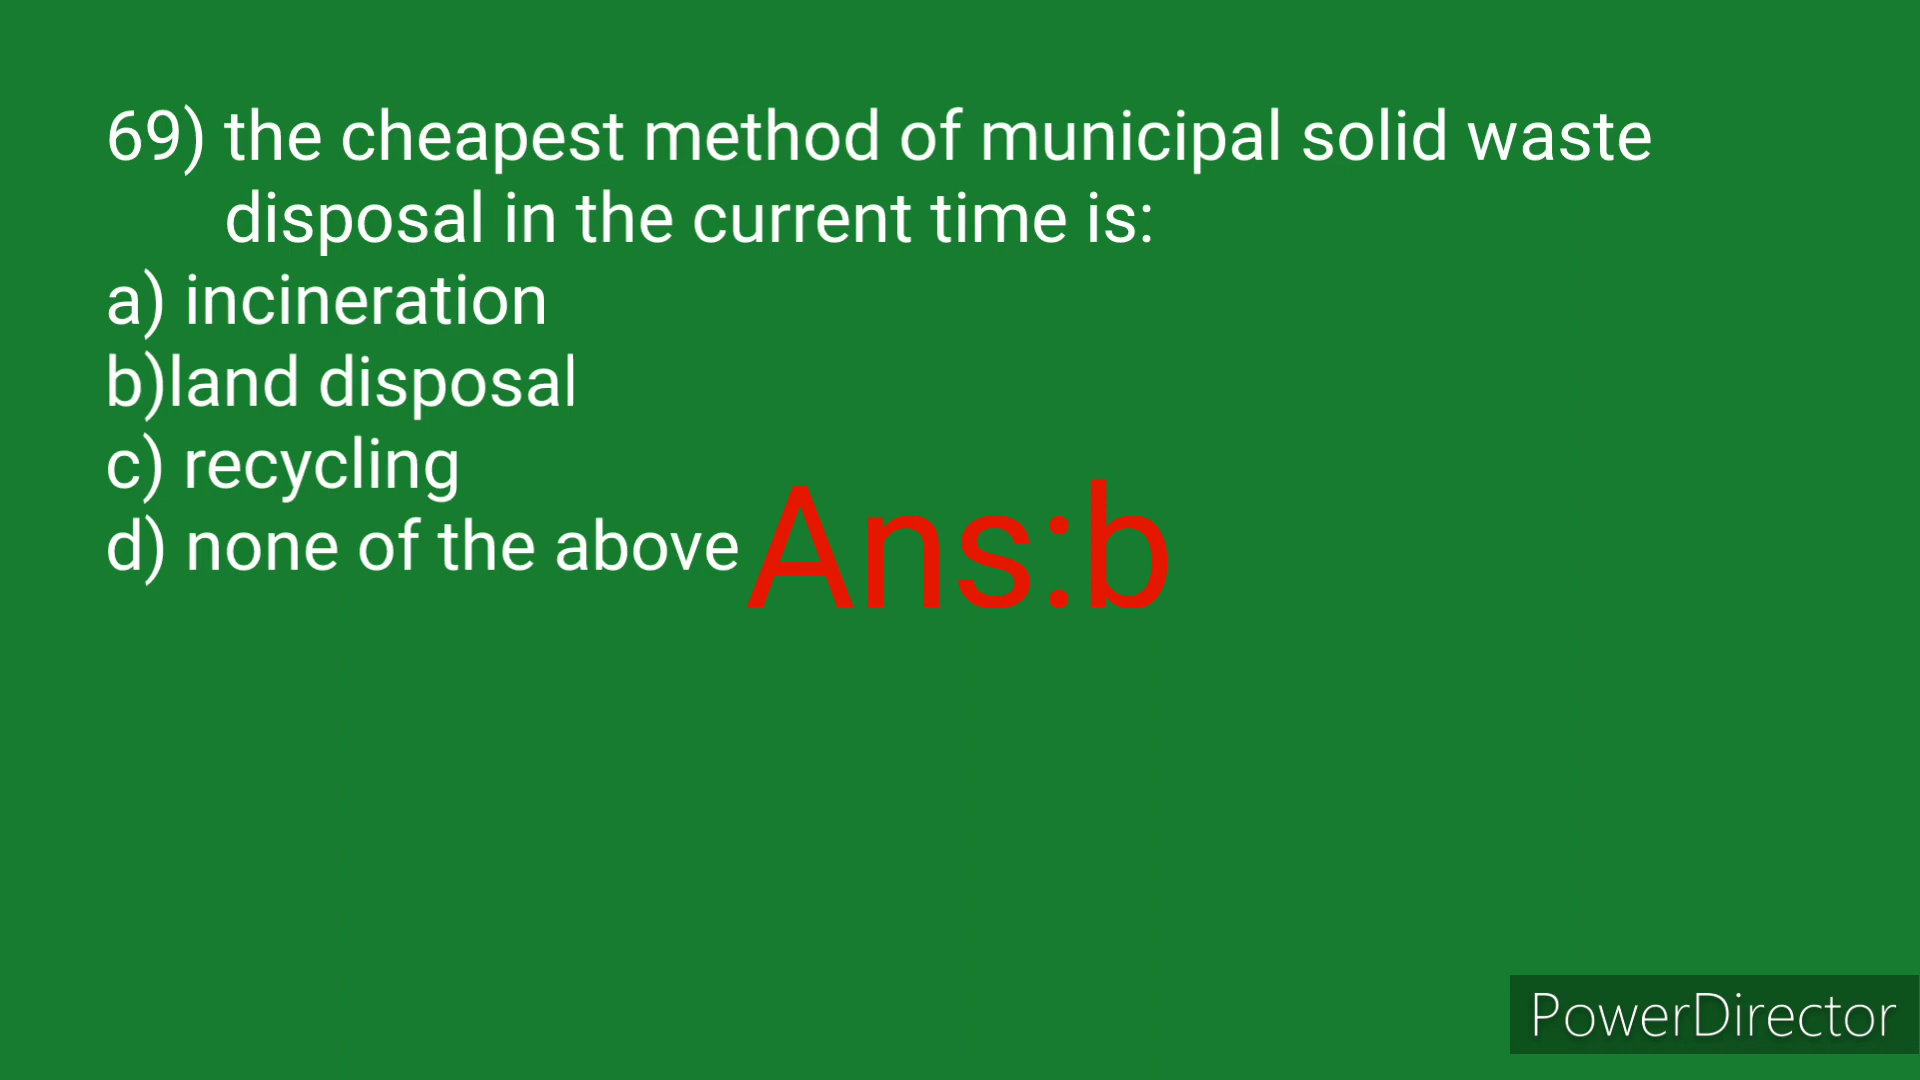 69) the cheapest method of municipal solid waste
disposal in the current time is:
a) incineration
b)land disposal
c) recycling
d) none of the above
Ans:b
PowerDirector